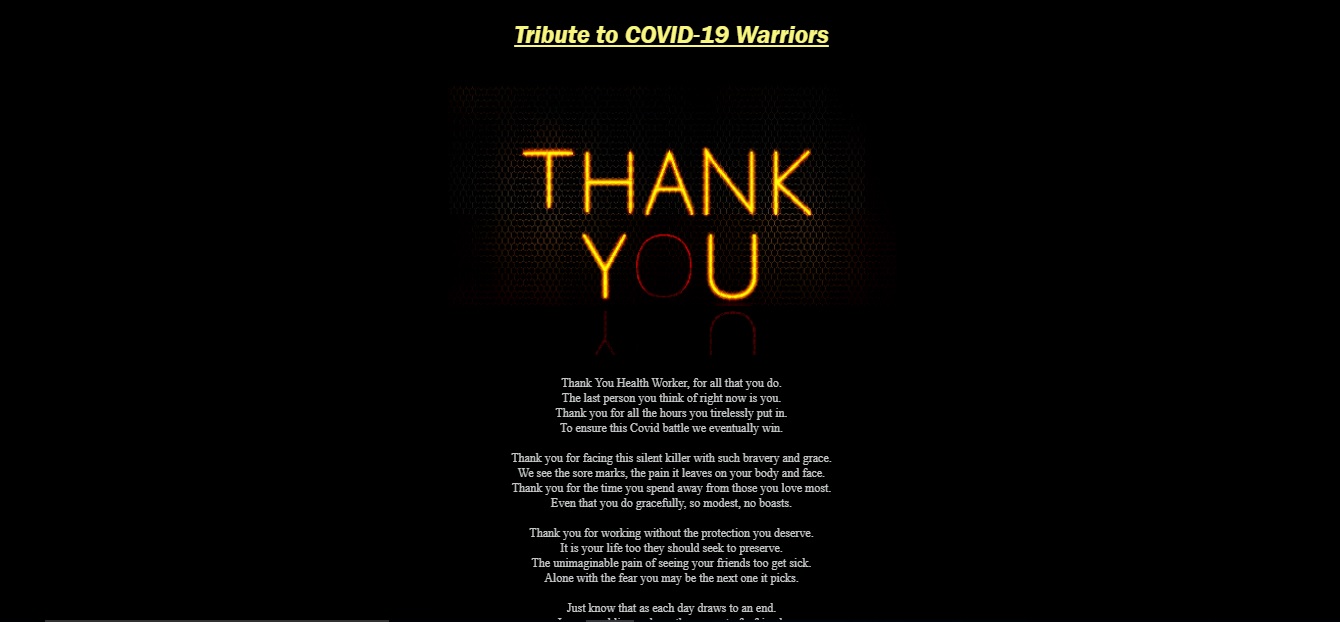 Tribute to COVID-19 Warriors
THANK
YOU
Thank You Health Worker, for all that you do.
The last person you think of right now is you.
Thank you for all the hours you tirelessly put in.
To ensure this Covid battle we eventually win.
Thank you for facing this silent killer with such bravery and grace.
We see the sore marks, the pain it leaves on your body and face.
Thank you for the time you spend away from those you love most.
Even that you do gracefully, so modest, no boasts.
Thank you for working without the protection you deserve.
It is your life too they should seek to preserve.
The unimaginable pain of seeing your friends too get sick.
Alone with the fear you may be the next one it picks.
Just know that as each day draws to an end.